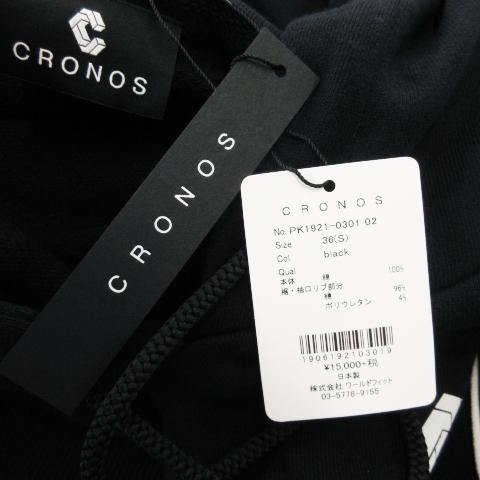 CRONOS
CRONOS
CRONOS
No. PK1921-0301 02
Size 36(S)
Col black
Qual
本体 綿 100%
裾・袖口リブ部分
綿 96%
ポリウレタン 4%
1906192103019
¥15,000+税
日本製
株式会社 ワールドフィット
03-5778-9155